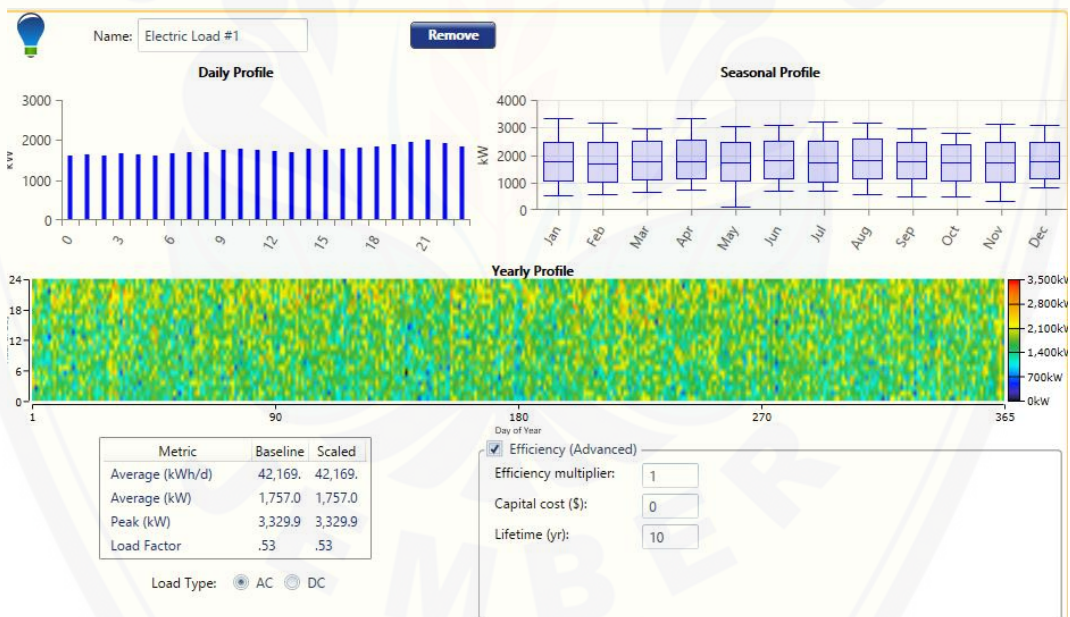 Name: Electric Load #1 Remove
Daily Profile
3000
2000
1000
0
kW
0 3 6 9 12 15 18 21
Seasonal Profile
4000
3000
2000
1000
0
kW
Jan Feb Mar Apr May Jun Jul Aug Sep Oct Nov Dec
Yearly Profile
24
18
12
6
0
1 90 180 270 365
Day of Year
3,500kW
2,800kW
2,100kW
1,400kW
700kW
0kW
Metric Baseline Scaled
Average (kWh/d) 42,169. 42,169.
Average (kW) 1,757.0 1,757.0
Peak (kW) 3,329.9 3,329.9
Load Factor .53 .53
Load Type: AC DC
Efficiency (Advanced)
Efficiency multiplier: 1
Capital cost ($): 0
Lifetime (yr): 10
EMBER